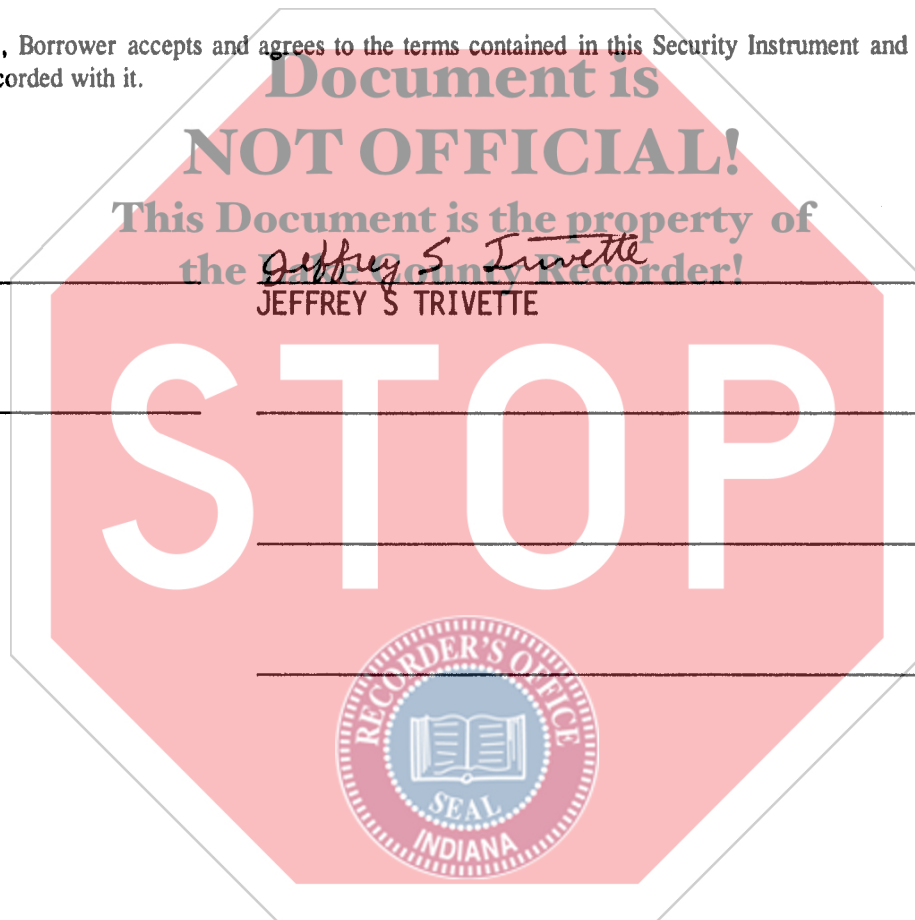 , Borrower accepts and agrees to the terms contained in this Security Instrument and
corded with it.
Document is
NOT OFFICIAL!
This Document is the property of
the Lake County Recorder!
Jeffrey S Trivette
JEFFREY S TRIVETTE
STOP
RECORDER'S OFFICE
SEAL
INDIANA